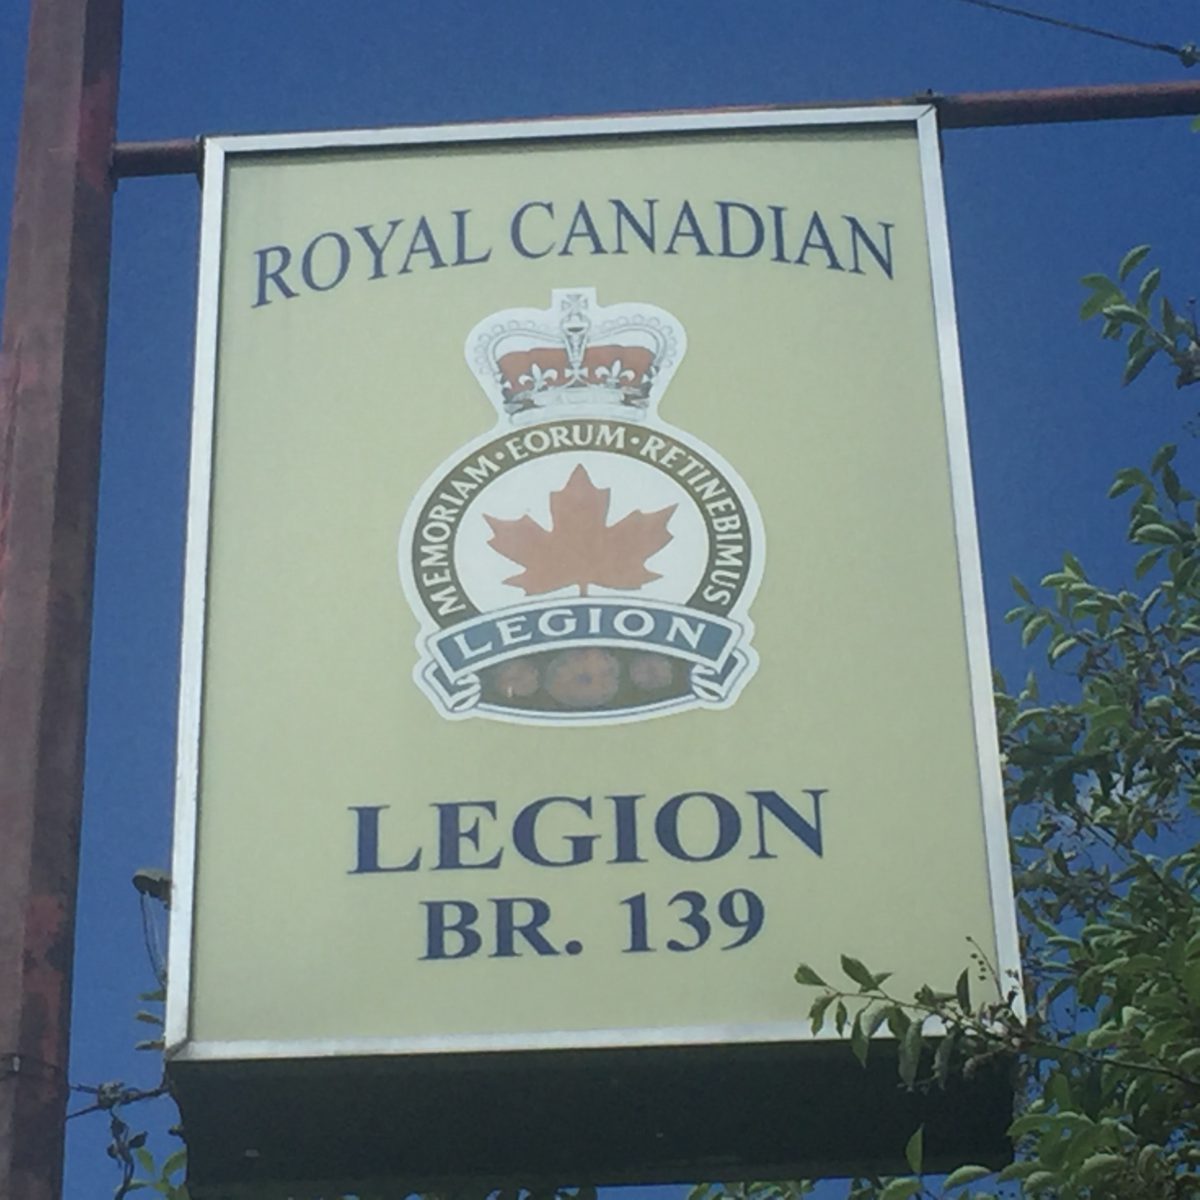 ROYAL CANADIAN
MEMORIAM · EORUM · RETINEBIMUS
LEGION
LEGION
BR. 139